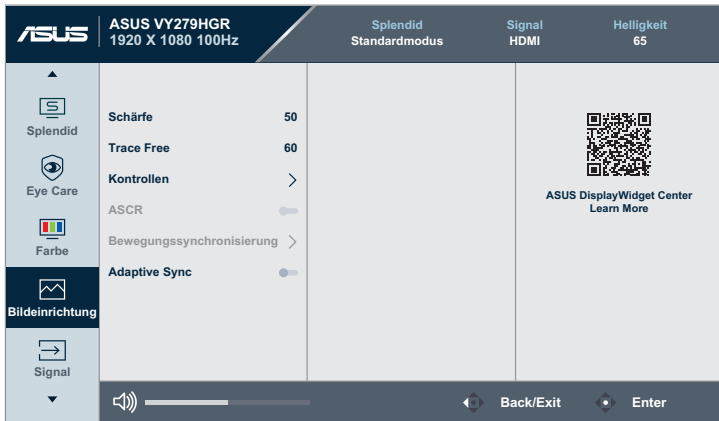 ASUS
ASUS VY279HGR
1920 X 1080 100Hz
Splendid
Standardmodus
Signal
HDMI
Helligkeit
65
Splendid
Eye Care
Farbe
Bildeinrichtung
Signal
Schärfe 50
Trace Free 60
Kontrollen
ASCR
Bewegungssynchronisierung
Adaptive Sync
ASUS DisplayWidget Center
Learn More
Back/Exit
Enter